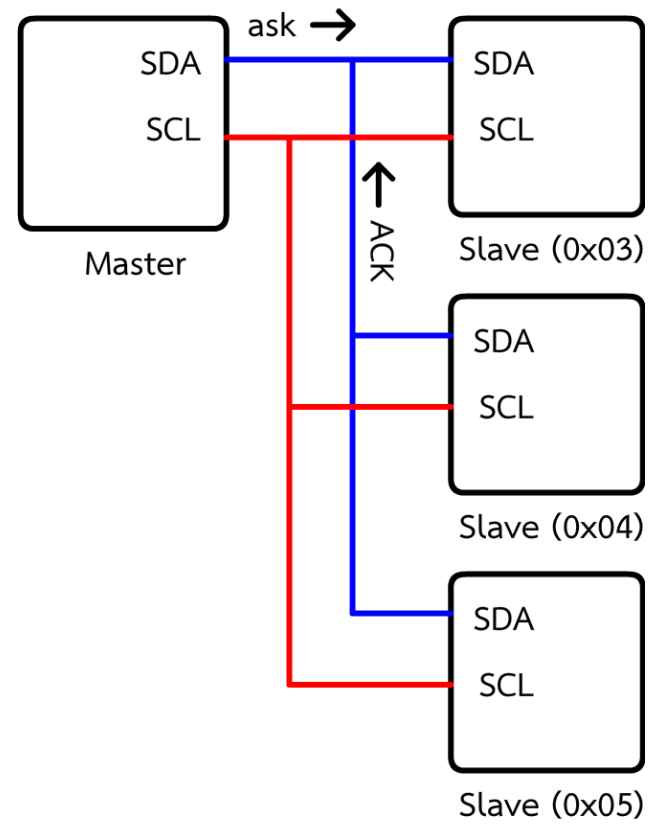 ask →
SDA
SCL
Master
SDA
SCL
Slave (0x03)
ACK
SDA
SCL
Slave (0x04)
SDA
SCL
Slave (0x05)